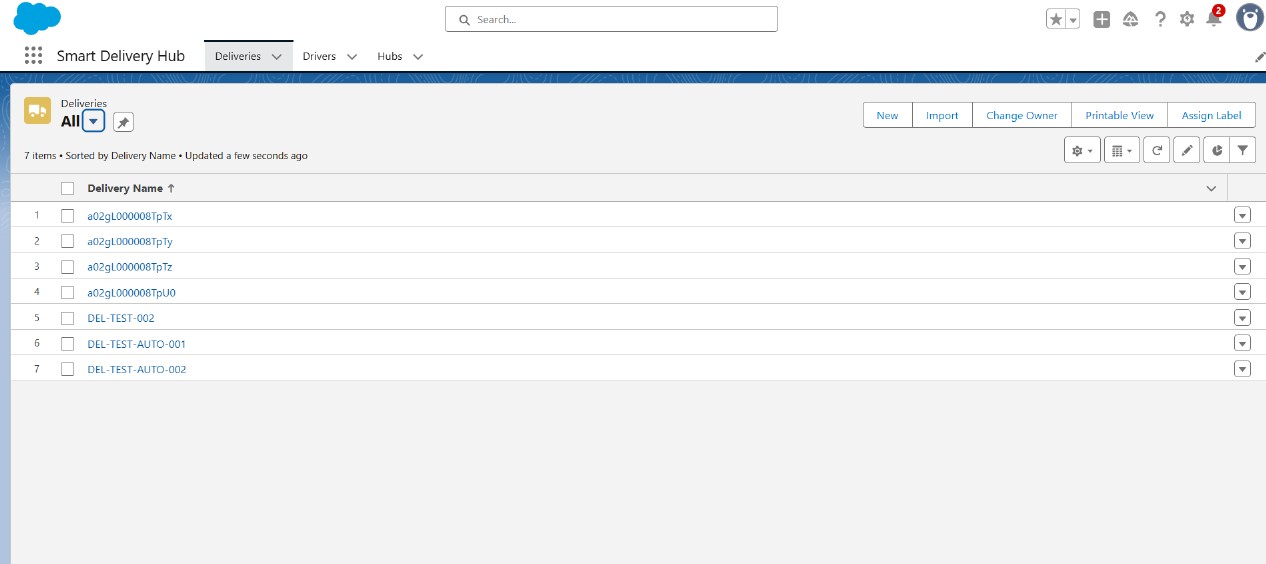 Search...
2
Smart Delivery Hub Deliveries Drivers Hubs
Deliveries
All
New Import Change Owner Printable View Assign Label
7 items • Sorted by Delivery Name • Updated a few seconds ago
Delivery Name ↑
1 a02gL000008TpTx
2 a02gL000008TpTy
3 a02gL000008TpTz
4 a02gL000008TpU0
5 DEL-TEST-002
6 DEL-TEST-AUTO-001
7 DEL-TEST-AUTO-002